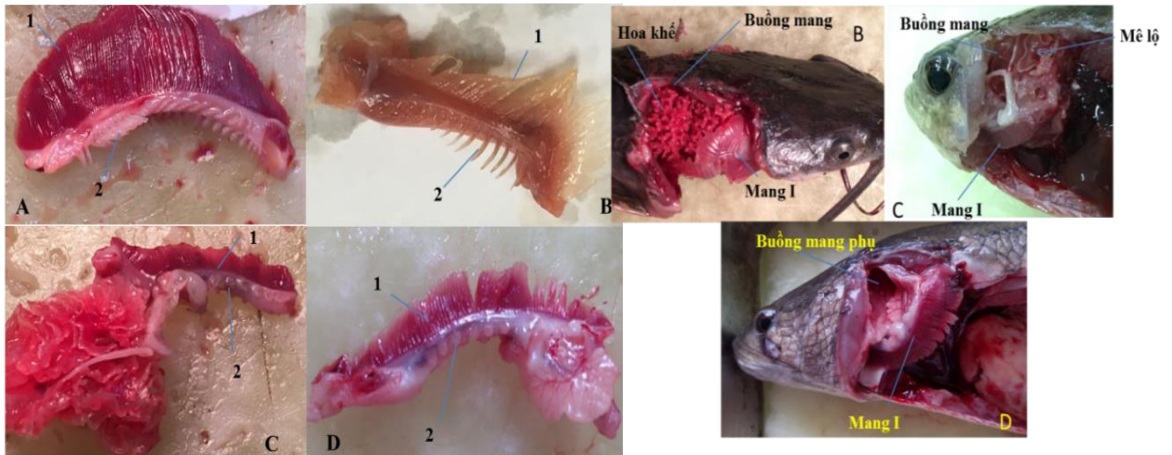 1
2
A
1
2
B
1
2
C
1
2
D
Hoa khế
Buồng mang
B
Mang I
Buồng mang
Mê lộ
Mang I
C
Buồng mang phụ
Mang I
D